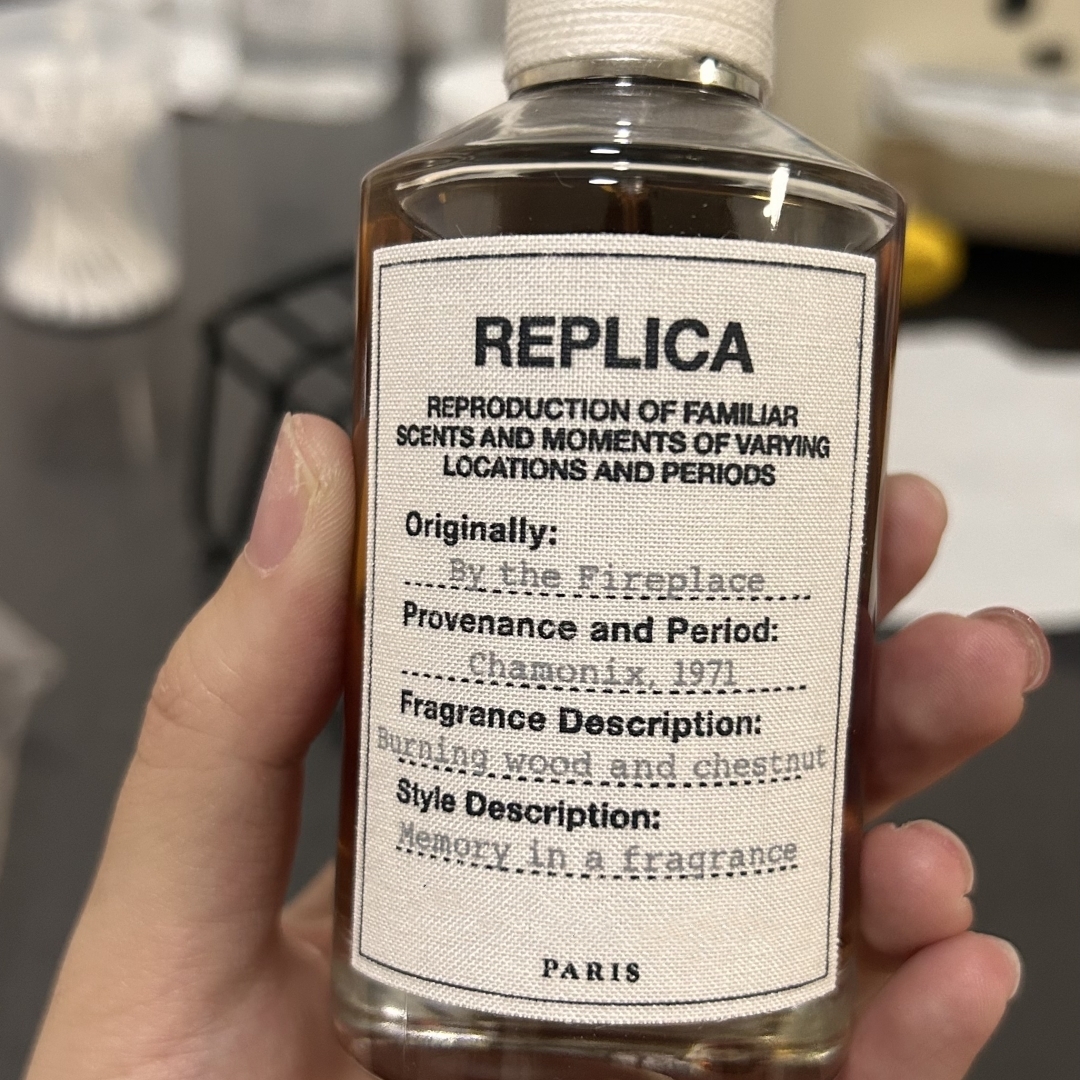 REPLICA
REPRODUCTION OF FAMILIAR
SCENTS AND MOMENTS OF VARYING
LOCATIONS AND PERIODS
Originally:
By the Fireplace
Provenance and Period:
Chamonix, 1971
Fragrance Description:
Burning wood and chestnut
Style Description:
Memory in a fragrance
PARIS